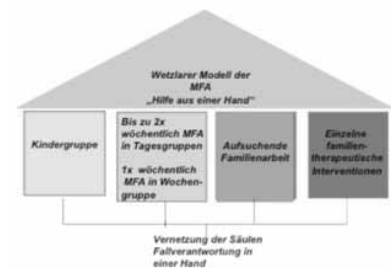 Wetzlarer Modell der
MFA
„Hilfe aus einer Hand"
Kindergruppe
Bis zu 2x
wöchentlich MFA
in Tagesgruppen
1x wöchentlich
MFA in Wochen-
gruppe
Aufsuchende
Familienarbeit
Einzelne
familien-
therapeutische
Interventionen
Vernetzung der Säulen
Fallverantwortung in
einer Hand